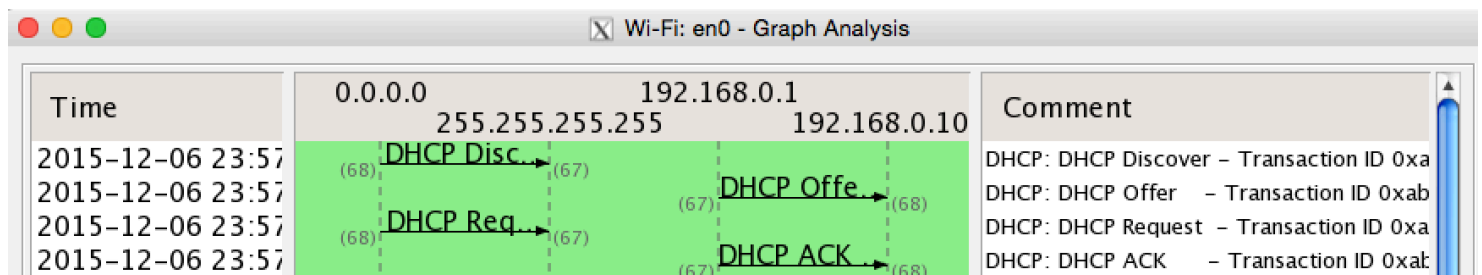 Wi-Fi: en0 - Graph Analysis
Time
0.0.0.0 192.168.0.1
255.255.255.255 192.168.0.10
Comment
2015-12-06 23:57 (68) DHCP Disc... (67) DHCP: DHCP Discover – Transaction ID 0xa
2015-12-06 23:57 (67) DHCP Offe... (68) DHCP: DHCP Offer – Transaction ID 0xab
2015-12-06 23:57 (68) DHCP Req... (67) DHCP: DHCP Request – Transaction ID 0xa
2015-12-06 23:57 (67) DHCP ACK ... (68) DHCP: DHCP ACK – Transaction ID 0xab